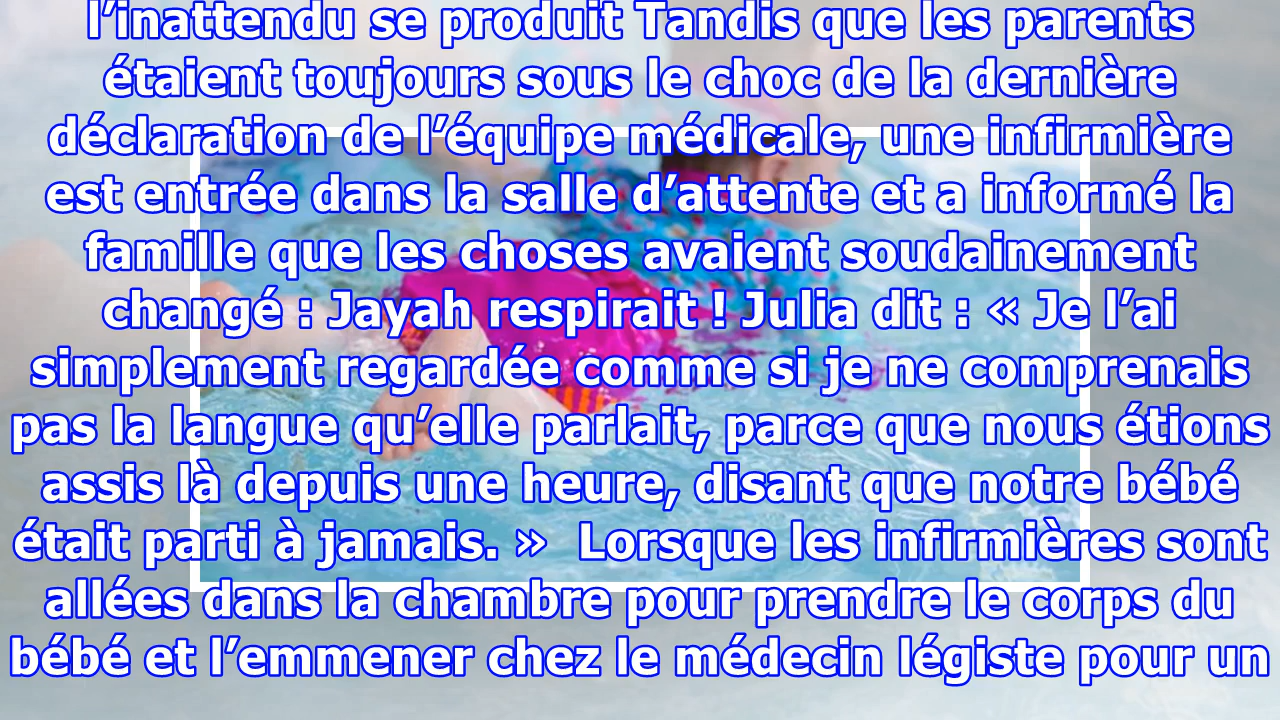 l’inattendu se produit Tandis que les parents
étaient toujours sous le choc de la dernière
déclaration de l’équipe médicale, une infirmière
est entrée dans la salle d’attente et a informé la
famille que les choses avaient soudainement
changé : Jayah respirait ! Julia dit : « Je l’ai
simplement regardée comme si je ne comprenais
pas la langue qu’elle parlait, parce que nous étions
assis là depuis une heure, disant que notre bébé
était parti à jamais. »  Lorsque les infirmières sont
allées dans la chambre pour prendre le corps du
bébé et l’emmener chez le médecin légiste pour un